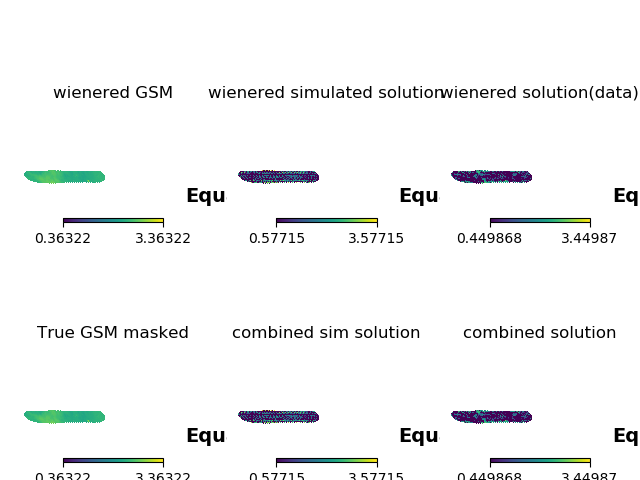 wienered GSM
wienered simulated solution
wienered solution(data)
Equ
Equ
Eq
0.36322 3.36322
0.57715 3.57715
0.449868 3.44987
True GSM masked
combined sim solution
combined solution
Equ
Equ
Eq
0.36322 3.36322
0.57715 3.57715
0.449868 3.44987